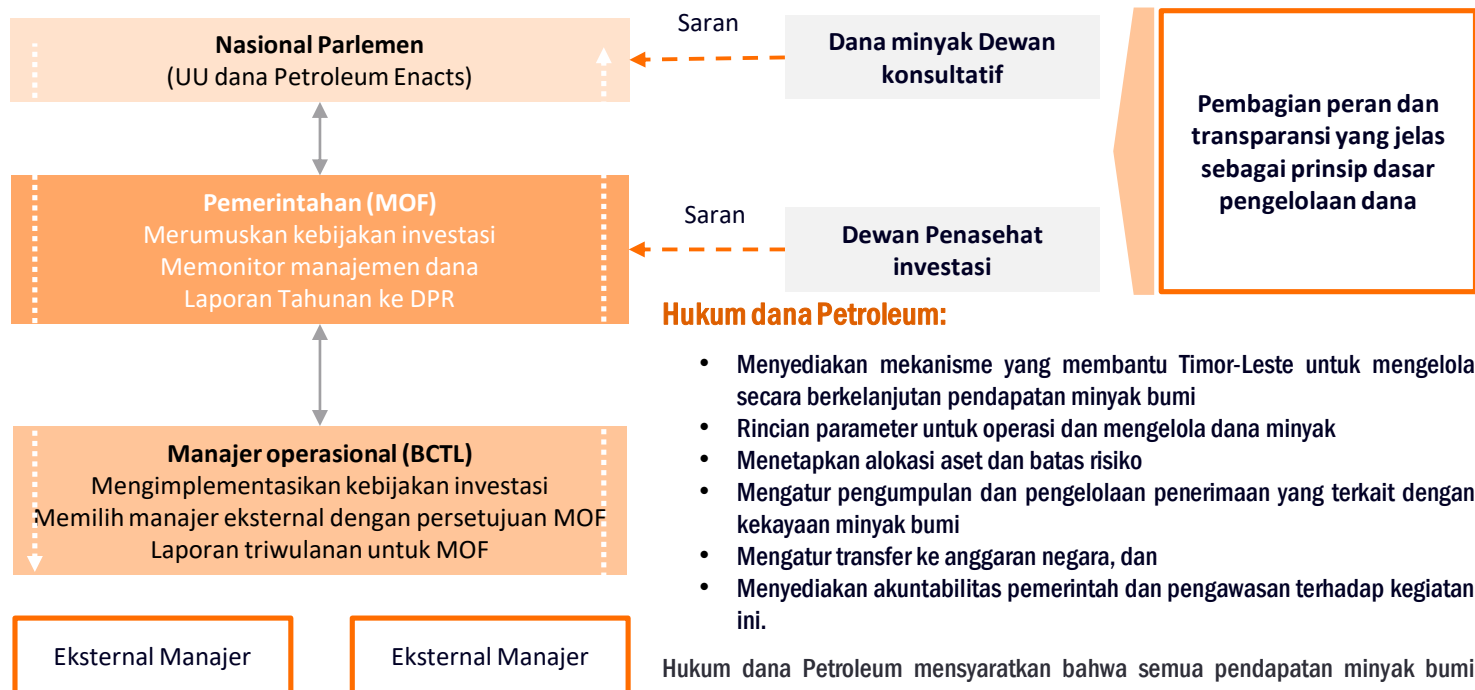 Nasional Parlemen
(UU dana Petroleum Enacts)
Saran
Dana minyak Dewan
konsultatif
Pembagian peran dan
transparansi yang jelas
sebagai prinsip dasar
pengelolaan dana
Pemerintahan (MOF)
Merumuskan kebijakan investasi
Memonitor manajemen dana
Laporan Tahunan ke DPR
Saran
Dewan Penasehat
investasi
Manajer operasional (BCTL)
Mengimplementasikan kebijakan investasi
Memilih manajer eksternal dengan persetujuan MOF
Laporan triwulanan untuk MOF
Eksternal Manajer
Eksternal Manajer
Hukum dana Petroleum:
• Menyediakan mekanisme yang membantu Timor-Leste untuk mengelola
secara berkelanjutan pendapatan minyak bumi
• Rincian parameter untuk operasi dan mengelola dana minyak
• Menetapkan alokasi aset dan batas risiko
• Mengatur pengumpulan dan pengelolaan penerimaan yang terkait dengan
kekayaan minyak bumi
• Mengatur transfer ke anggaran negara, dan
• Menyediakan akuntabilitas pemerintah dan pengawasan terhadap kegiatan
ini.
Hukum dana Petroleum mensyaratkan bahwa semua pendapatan minyak bumi